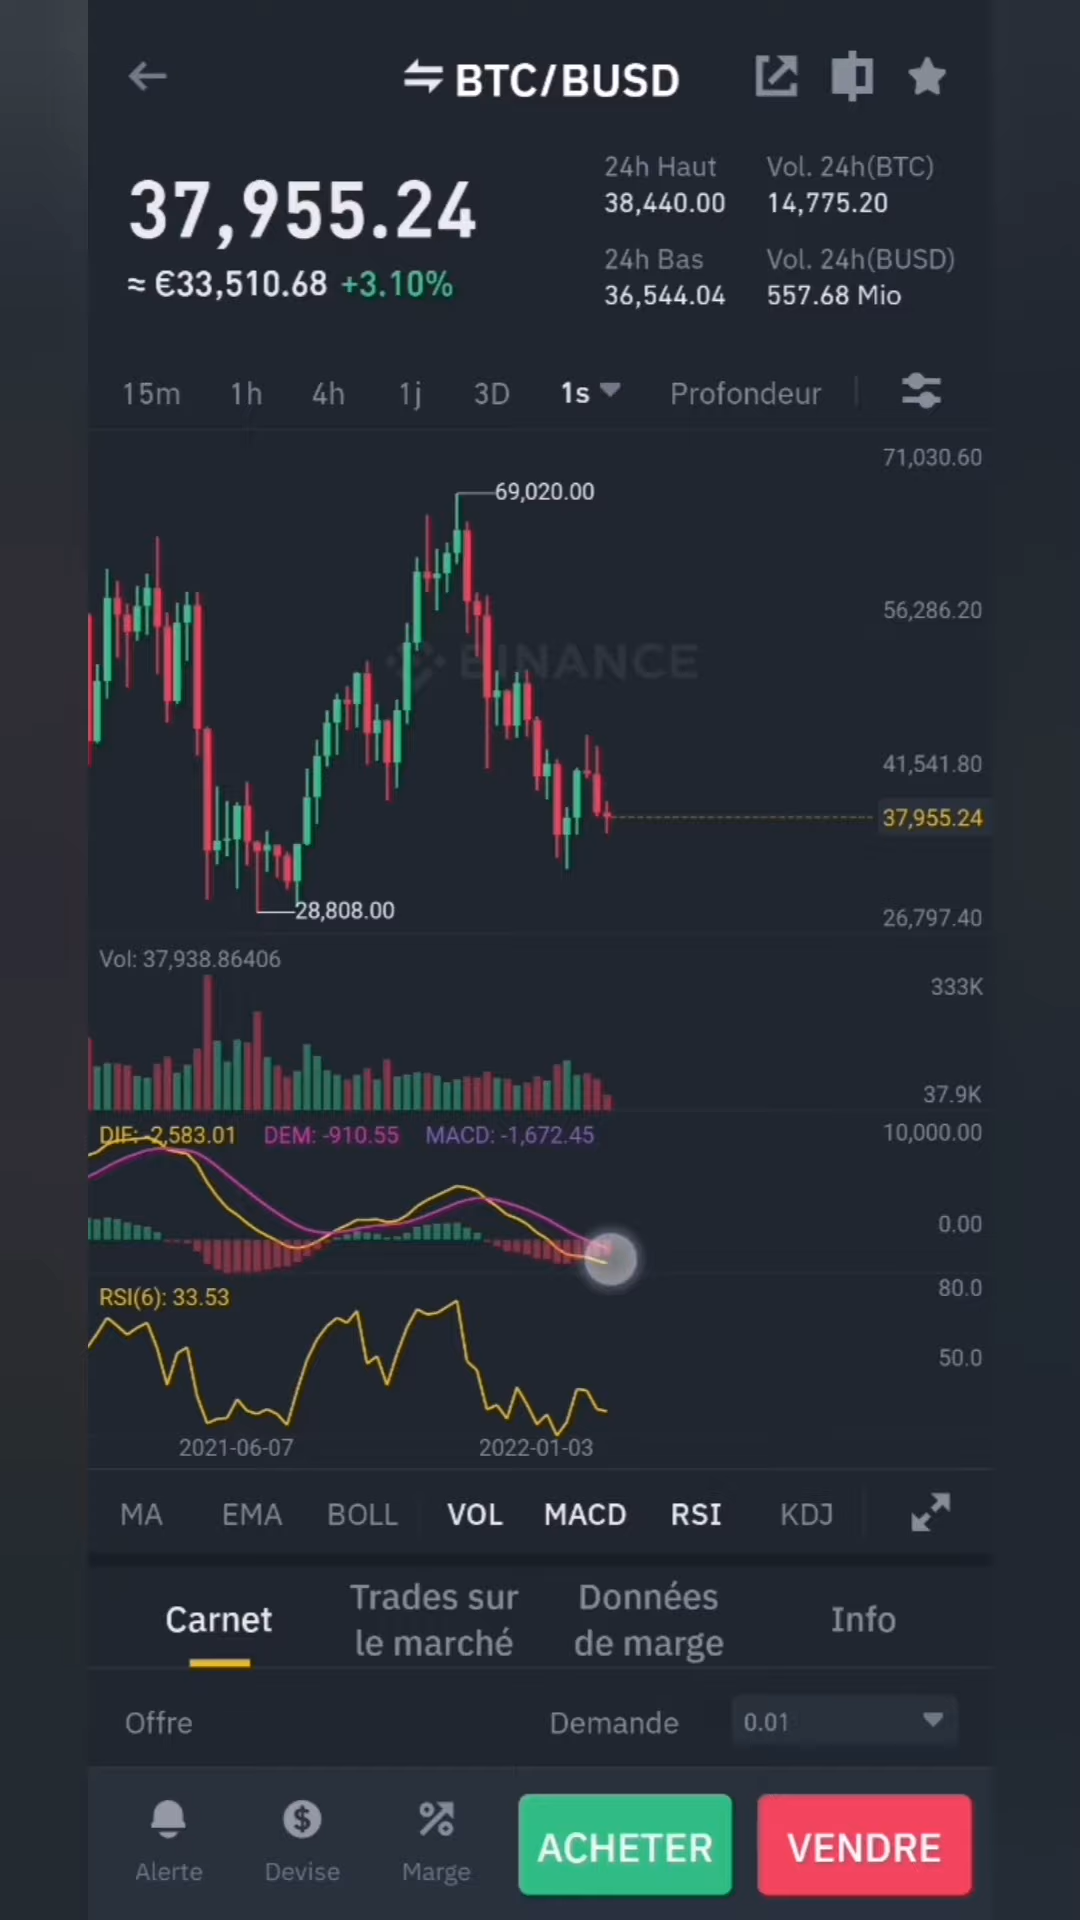 BTC/BUSD
37,955.24
≈ €33,510.68 +3.10%
24h Haut
38,440.00
Vol. 24h(BTC)
14,775.20
24h Bas
36,544.04
Vol. 24h(BUSD)
557.68 Mio
15m 1h 4h 1j 3D 1s Profondeur
71,030.60
69,020.00
56,286.20
BINANCE
41,541.80
37,955.24
28,808.00
26,797.40
Vol: 37,938.86406
333K
37.9K
DIF: -2,583.01 DEM: -910.55 MACD: -1,672.45
10,000.00
0.00
RSI(6): 33.53
80.0
50.0
2021-06-07 2022-01-03
MA EMA BOLL VOL MACD RSI KDJ
Carnet
Trades sur
le marché
Données
de marge
Info
Offre Demande 0.01
Alerte Devise Marge
ACHETER VENDRE